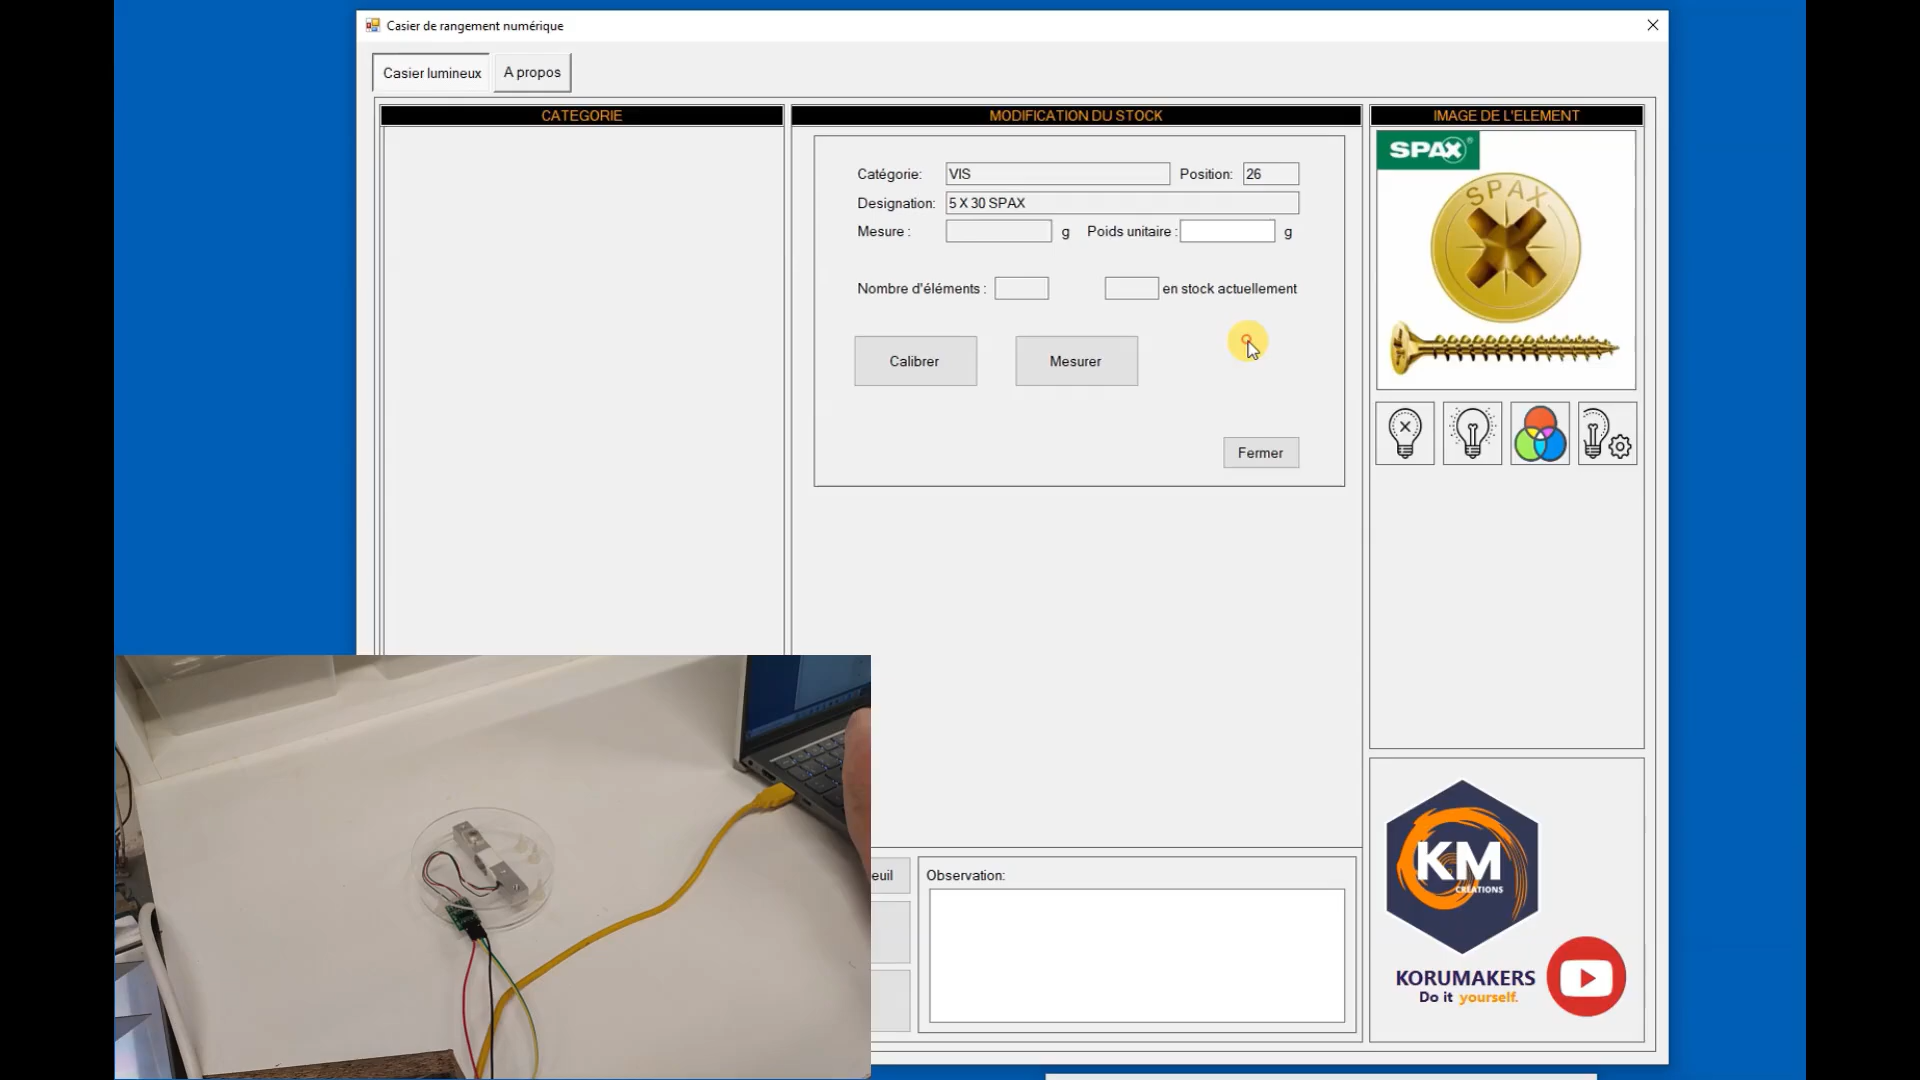 Casier de rangement numérique
Casier lumineux
A propos
CATEGORIE
MODIFICATION DU STOCK
IMAGE DE L'ELEMENT
Catégorie: VIS Position: 26
Designation: 5 X 30 SPAX
Mesure : g Poids unitaire : g
Nombre d'éléments : en stock actuellement
Calibrer
Mesurer
Fermer
SPAX®
SPAX
euil
Observation:
KM
CRÉATIONS
KORUMAKERS
Do it yourself.